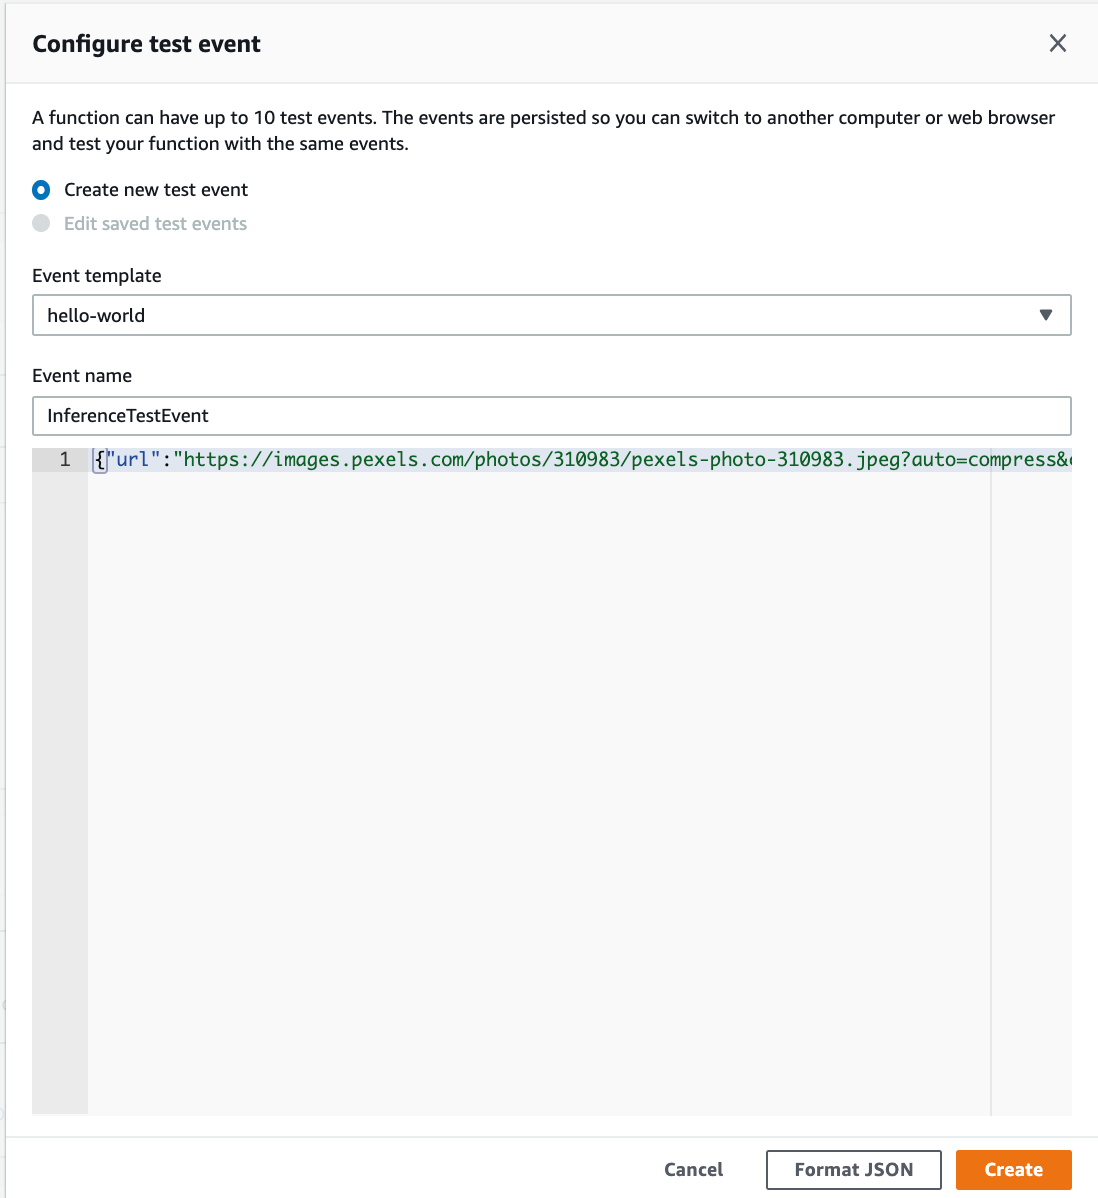 Configure test event
A function can have up to 10 test events. The events are persisted so you can switch to another computer or web browser
and test your function with the same events.
Create new test event
Edit saved test events
Event template
hello-world
Event name
InferenceTestEvent
1 {"url":"https://images.pexels.com/photos/310983/pexels-photo-310983.jpeg?auto=compress&
Cancel Format JSON Create